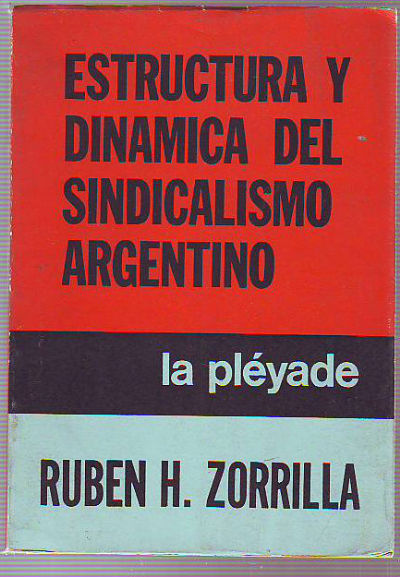 ESTRUCTURA Y
DINAMICA DEL
SINDICALISMO
ARGENTINO
la pléyade
RUBEN H. ZORRILLA